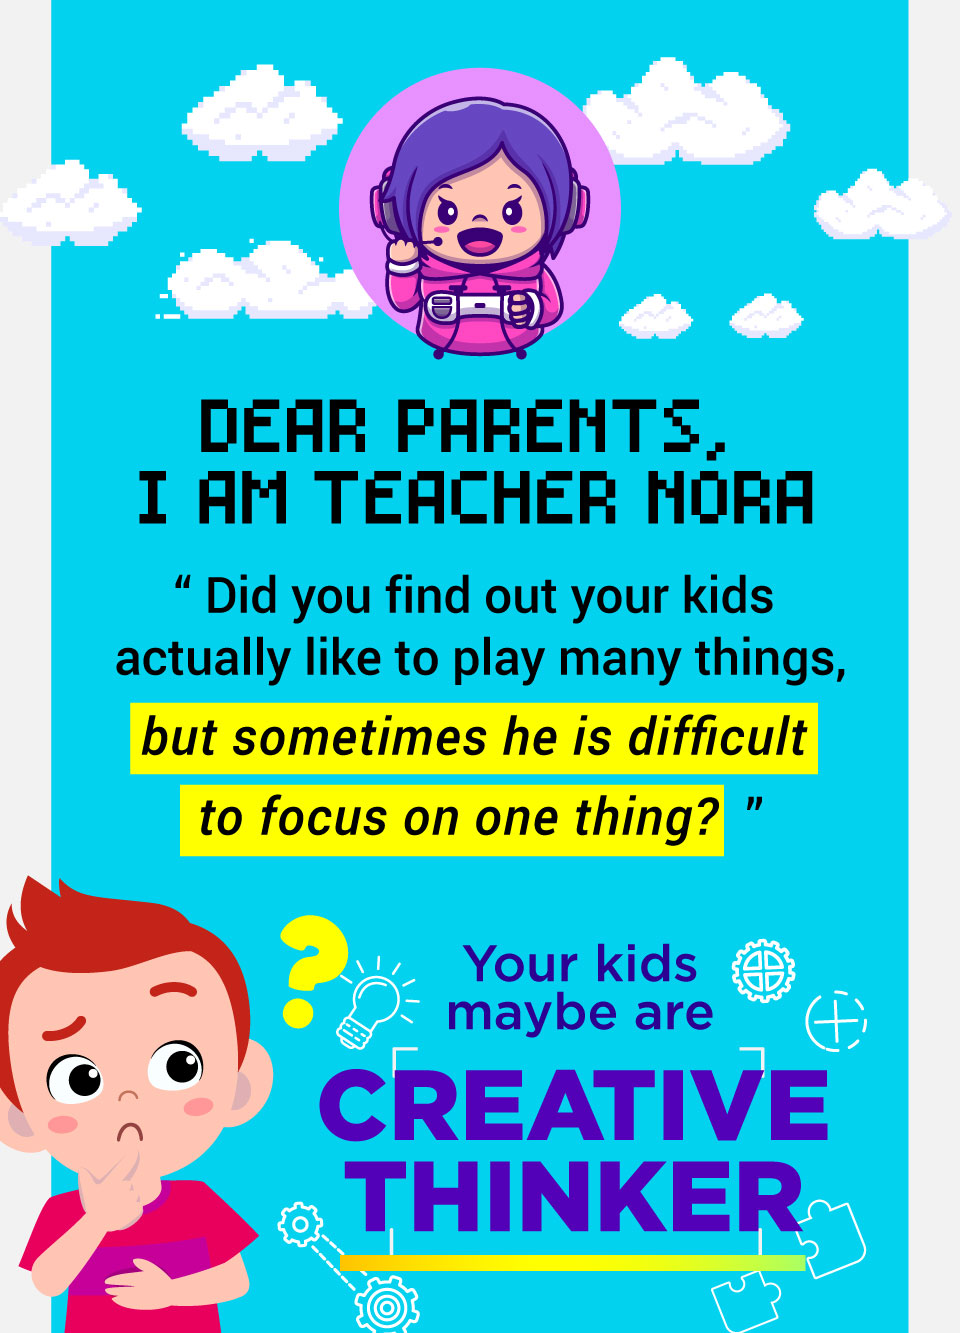 DEAR PARENTS,
I AM TEACHER NORA
“ Did you find out your kids
actually like to play many things,
but sometimes he is difficult
to focus on one thing? ”
Your kids
maybe are
CREATIVE
THINKER